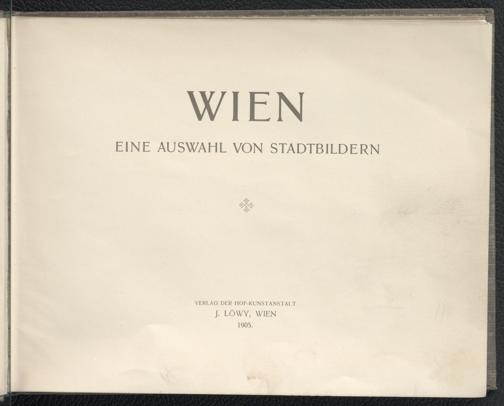 WIEN
EINE AUSWAHL VON STADTBILDERN
VERLAG DER HOF-KUNSTANSTALT
J. LÖWY, WIEN
1905.